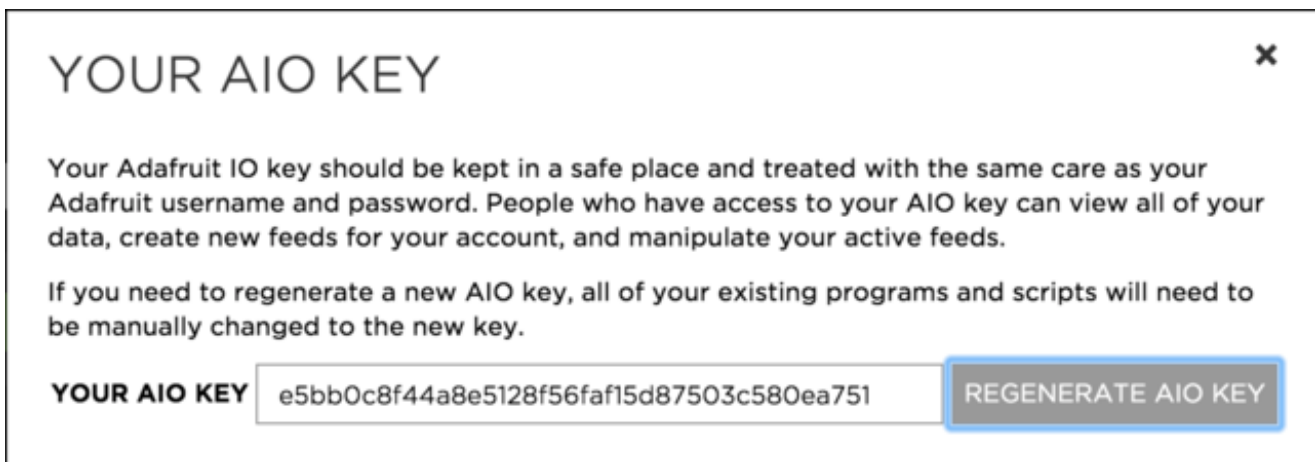 YOUR AIO KEY
Your Adafruit IO key should be kept in a safe place and treated with the same care as your
Adafruit username and password. People who have access to your AIO key can view all of your
data, create new feeds for your account, and manipulate your active feeds.
If you need to regenerate a new AIO key, all of your existing programs and scripts will need to
be manually changed to the new key.
YOUR AIO KEY e5bb0c8f44a8e5128f56faf15d87503c580ea751 REGENERATE AIO KEY